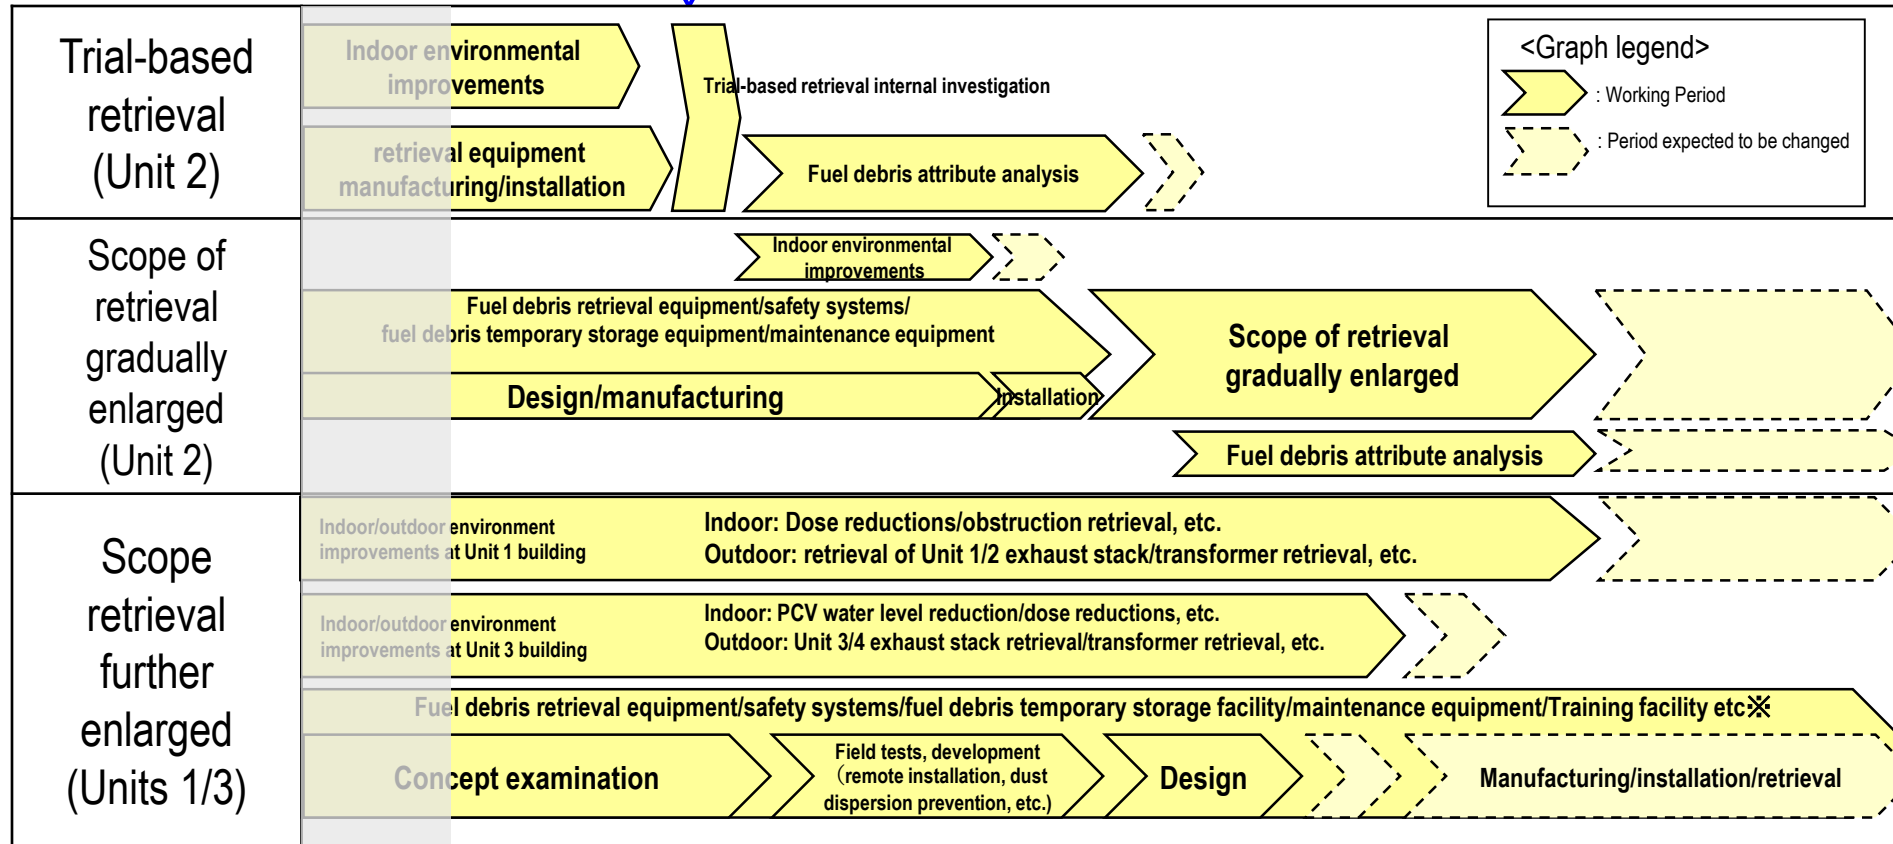 Trial-based
retrieval
(Unit 2)
Indoor environmental
improvements
retrieval equipment
manufacturing/installation
Trial-based retrieval internal investigation
Fuel debris attribute analysis
<Graph legend>
: Working Period
: Period expected to be changed
Scope of
retrieval
gradually
enlarged
(Unit 2)
Indoor environmental
improvements
Fuel debris retrieval equipment/safety systems/
fuel debris temporary storage equipment/maintenance equipment
Design/manufacturing
Installation
Scope of retrieval
gradually enlarged
Fuel debris attribute analysis
Scope
retrieval
further
enlarged
(Units 1/3)
Indoor/outdoor environment
improvements at Unit 1 building
Indoor: Dose reductions/obstruction retrieval, etc.
Outdoor: retrieval of Unit 1/2 exhaust stack/transformer retrieval, etc.
Indoor/outdoor environment
improvements at Unit 3 building
Indoor: PCV water level reduction/dose reductions, etc.
Outdoor: Unit 3/4 exhaust stack retrieval/transformer retrieval, etc.
Fuel debris retrieval equipment/safety systems/fuel debris temporary storage facility/maintenance equipment/Training facility etc※
Concept examination
Field tests, development
（remote installation, dust
dispersion prevention, etc.)
Design
Manufacturing/installation/retrieval